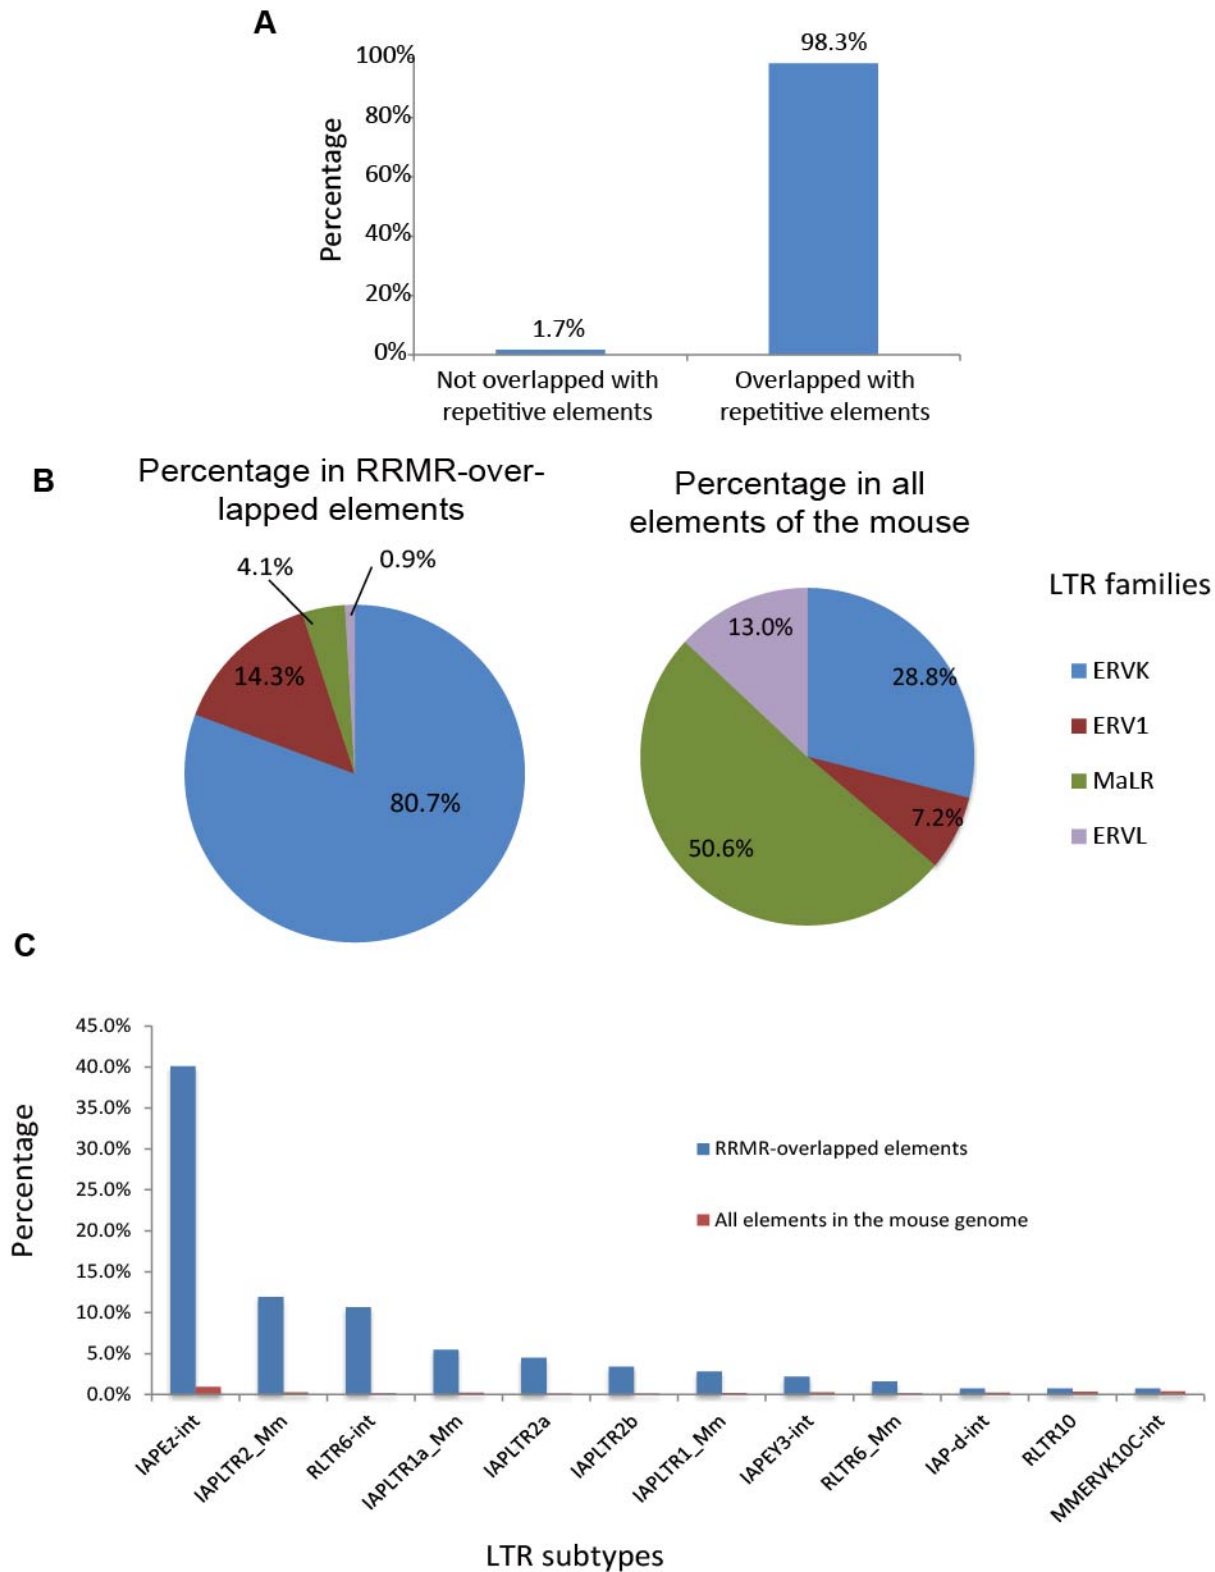 A
98.3%
100%
80%
60%
40%
20%
0%
Percentage
1.7%
Not overlapped with
repetitive elements
Overlapped with
repetitive elements
B
Percentage in RRMR-over-
lapped elements
4.1%
0.9%
14.3%
80.7%
Percentage in all
elements of the mouse
13.0%
28.8%
7.2%
50.6%
LTR families
ERVK
ERV1
MaLR
ERVL
C
45.0%
40.0%
35.0%
30.0%
25.0%
20.0%
15.0%
10.0%
5.0%
0.0%
Percentage
RRMR-overlapped elements
All elements in the mouse genome
IAPEz-int
IAPLTR2_Mm
RLTR6-int
IAPLTR1a_Mm
IAPLTR2a
IAPLTR2b
IAPLTR1_Mm
IAPEY3-int
RLTR6_Mm
IAP-d-int
RLTR10
MMERVK10C-int
LTR subtypes